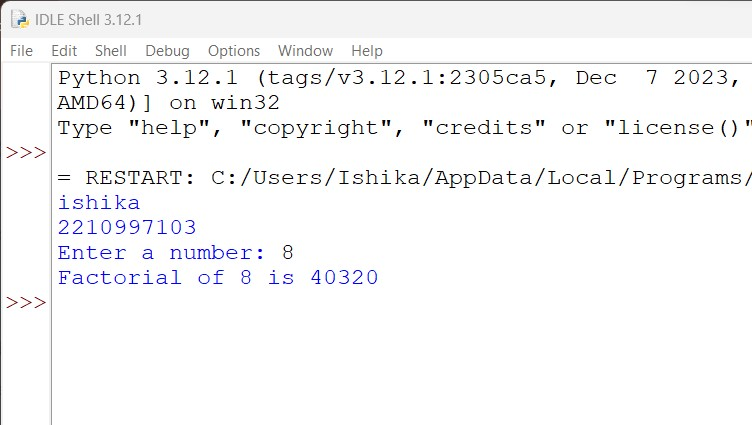 IDLE Shell 3.12.1
File Edit Shell Debug Options Window Help
Python 3.12.1 (tags/v3.12.1:2305ca5, Dec  7 2023,
AMD64)] on win32
Type "help", "copyright", "credits" or "license()"
>>>
= RESTART: C:/Users/Ishika/AppData/Local/Programs/
ishika
2210997103
Enter a number: 8
Factorial of 8 is 40320
>>>